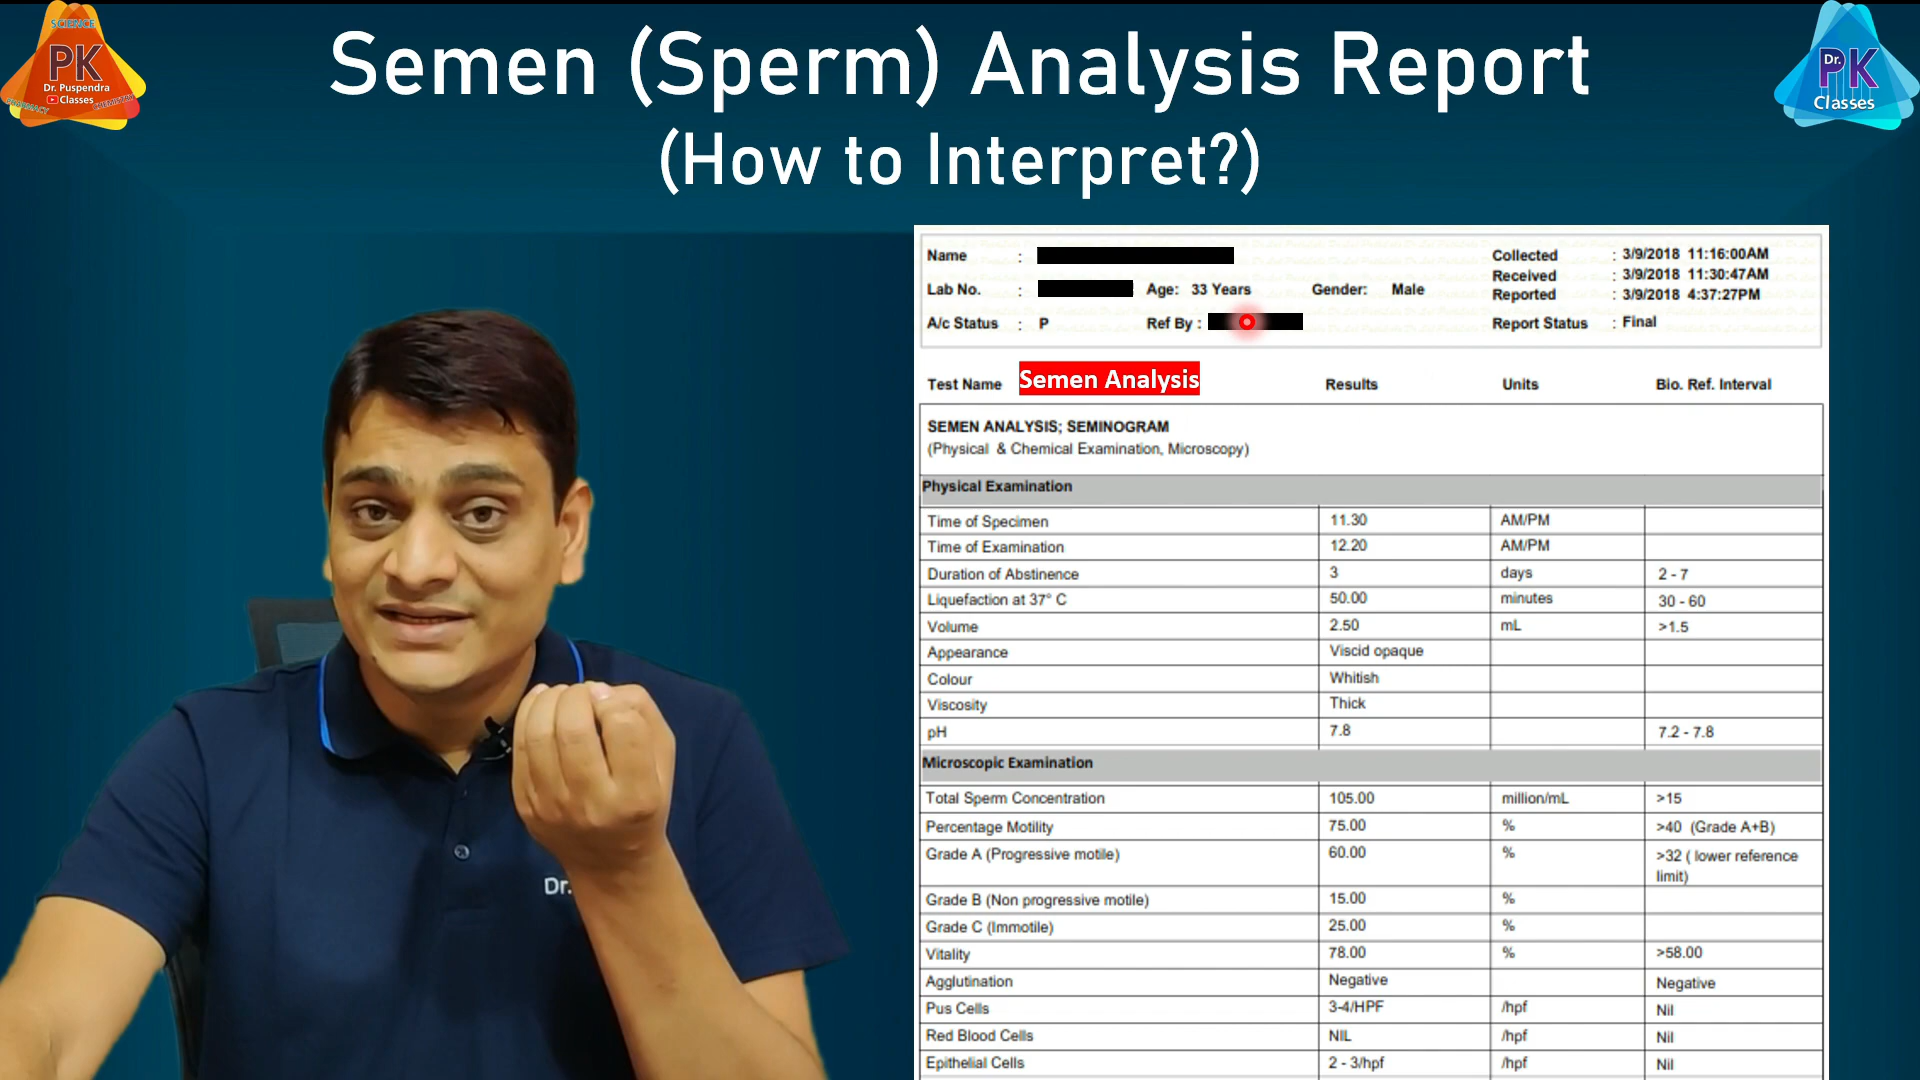 SCIENCE
PK
Dr. Puspendra
Classes
PHARMACY
CHEMISTRY
Semen (Sperm) Analysis Report
(How to Interpret?)
Dr.
PK
Classes
Name : Collected : 3/9/2018 11:16:00AM
Received : 3/9/2018 11:30:47AM
Lab No. : Age: 33 Years Gender: Male Reported : 3/9/2018 4:37:27PM
A/c Status : P Ref By : Report Status : Final
Test Name Semen Analysis Results Units Bio. Ref. Interval
SEMEN ANALYSIS; SEMINOGRAM
(Physical & Chemical Examination, Microscopy)
Physical Examination
Time of Specimen 11.30 AM/PM
Time of Examination 12.20 AM/PM
Duration of Abstinence 3 days 2 - 7
Liquefaction at 37° C 50.00 minutes 30 - 60
Volume 2.50 mL >1.5
Appearance Viscid opaque
Colour Whitish
Viscosity Thick
pH 7.8 7.2 - 7.8
Microscopic Examination
Total Sperm Concentration 105.00 million/mL >15
Percentage Motility 75.00 % >40 (Grade A+B)
Grade A (Progressive motile) 60.00 % >32 ( lower reference
limit)
Grade B (Non progressive motile) 15.00 %
Grade C (Immotile) 25.00 %
Vitality 78.00 % >58.00
Agglutination Negative Negative
Pus Cells 3-4/HPF /hpf Nil
Red Blood Cells NIL /hpf Nil
Epithelial Cells 2 - 3/hpf /hpf Nil
Dr.